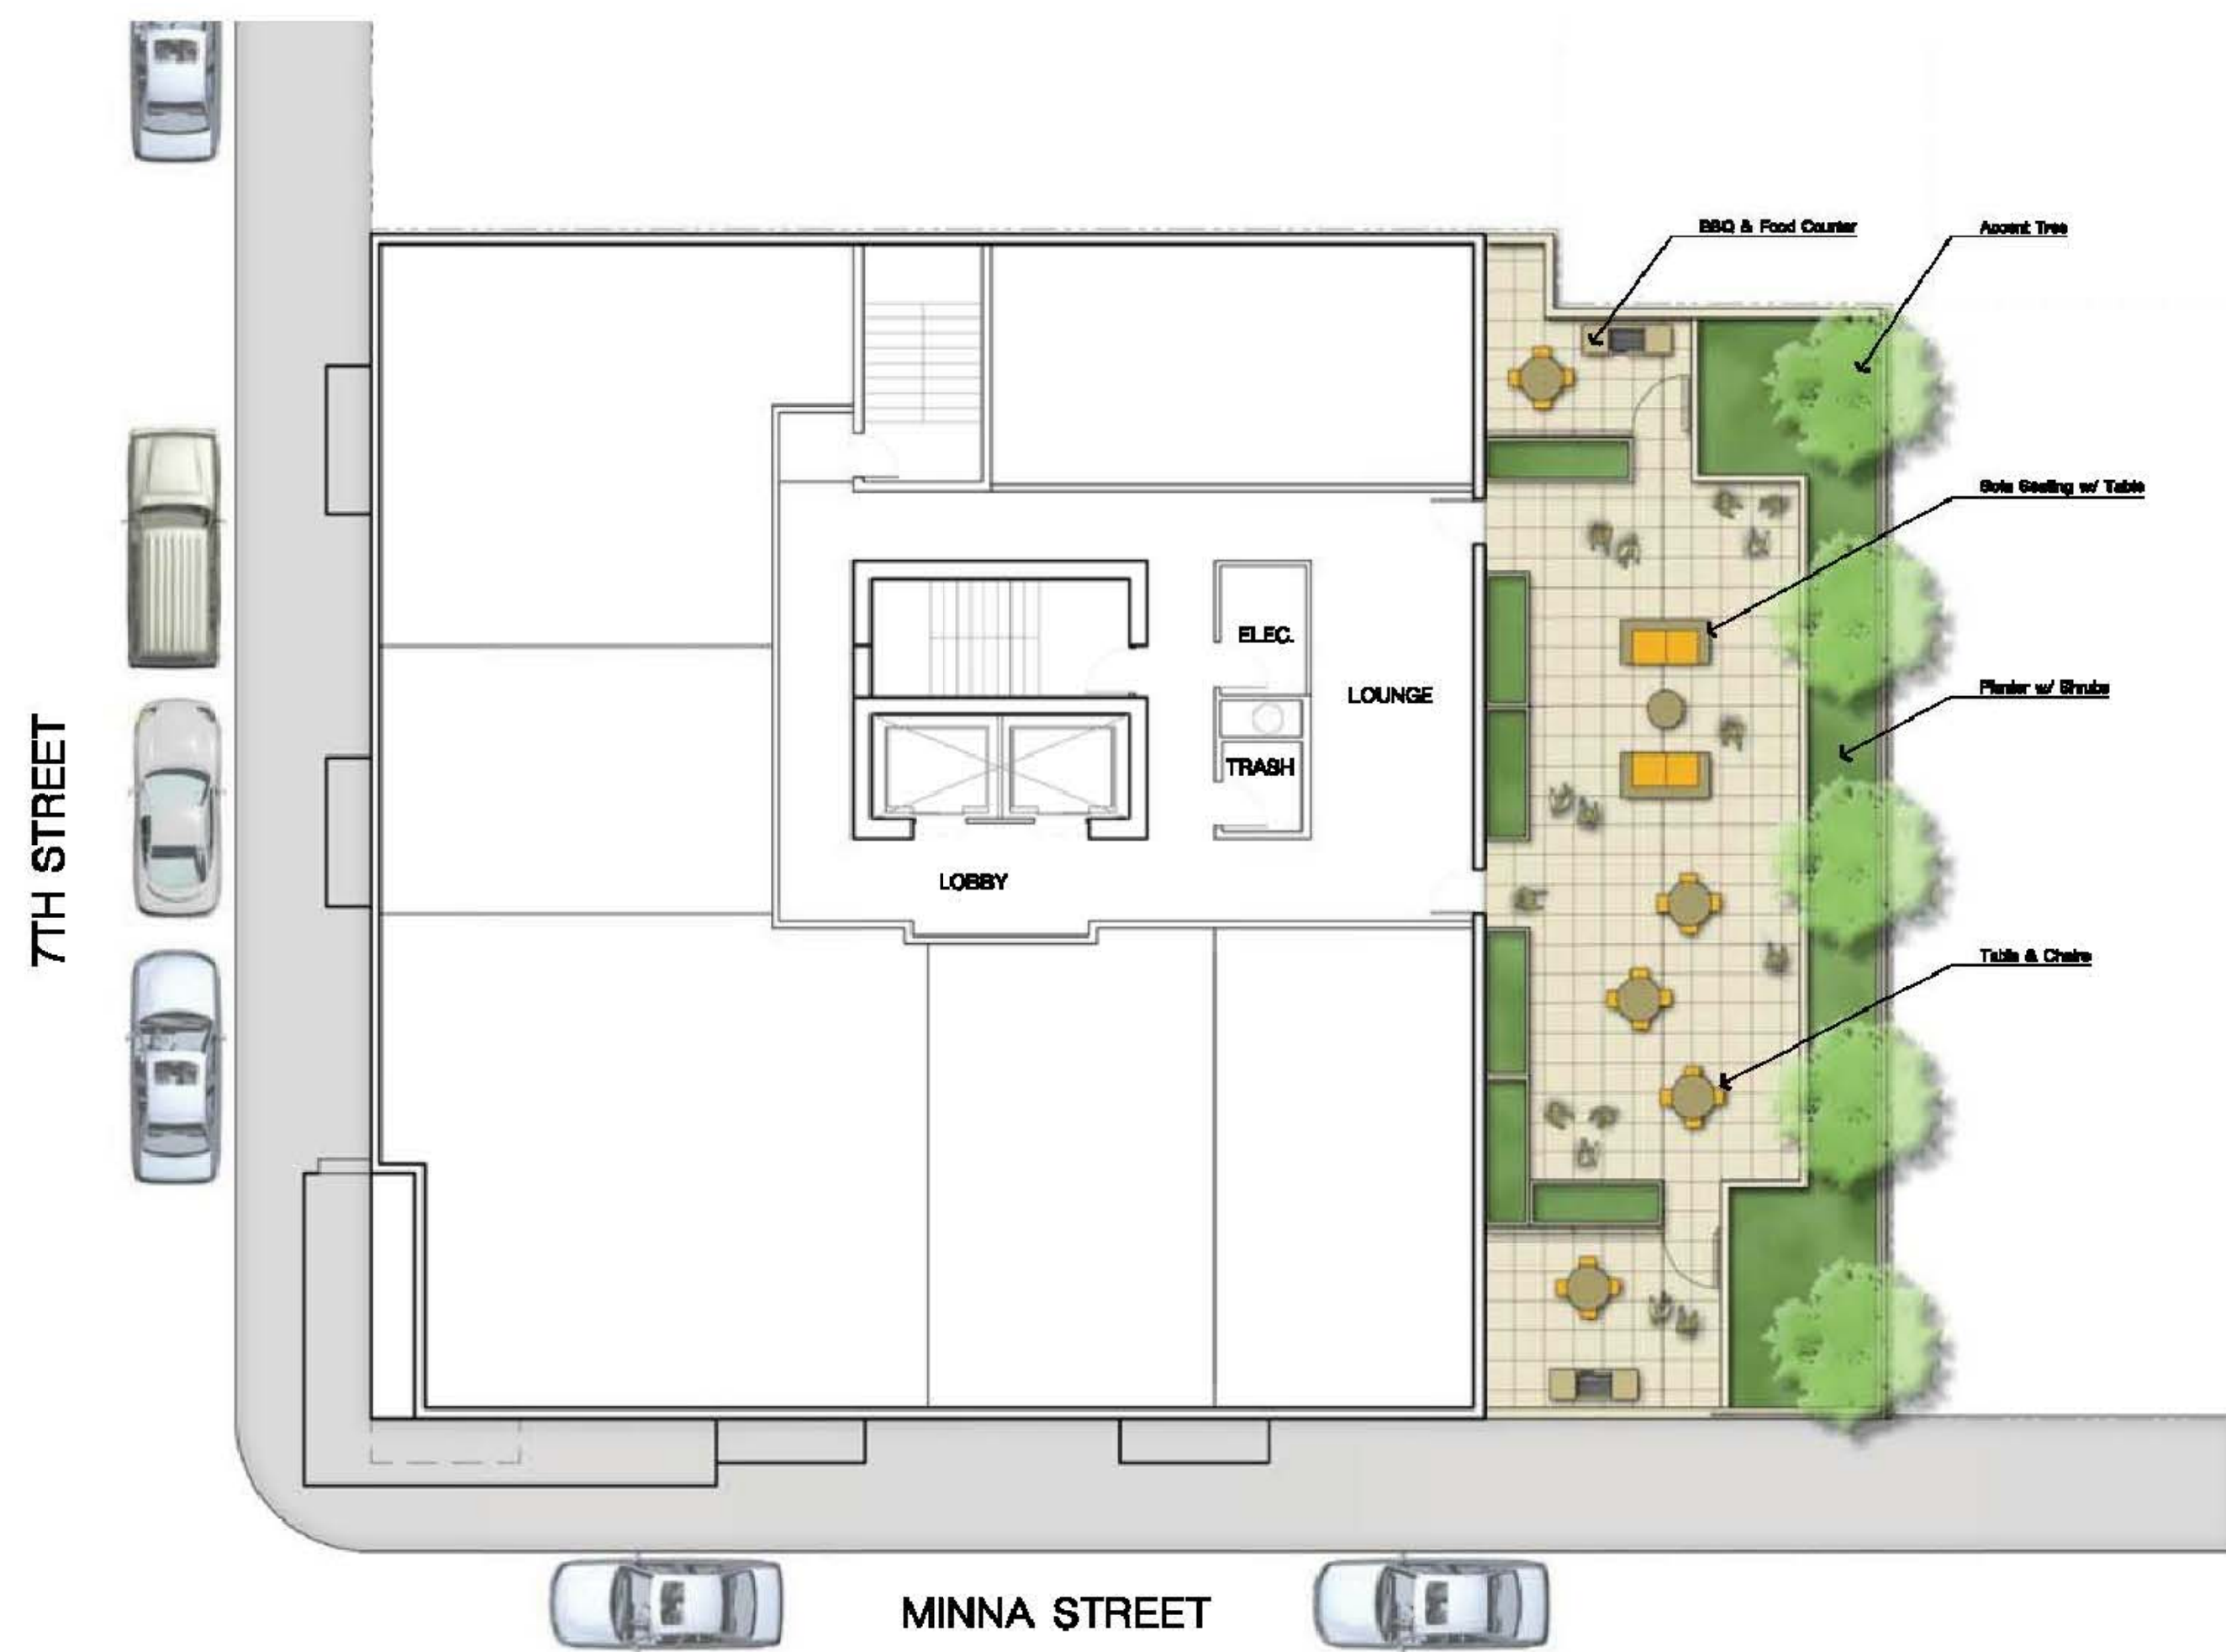 BBQ & Food Counter
Accent Tree
Sofa Seating w/ Table
ELEC.
LOUNGE
Planter w/ Shrubs
7TH STREET
TRASH
LOBBY
Table & Chairs
MINNA STREET